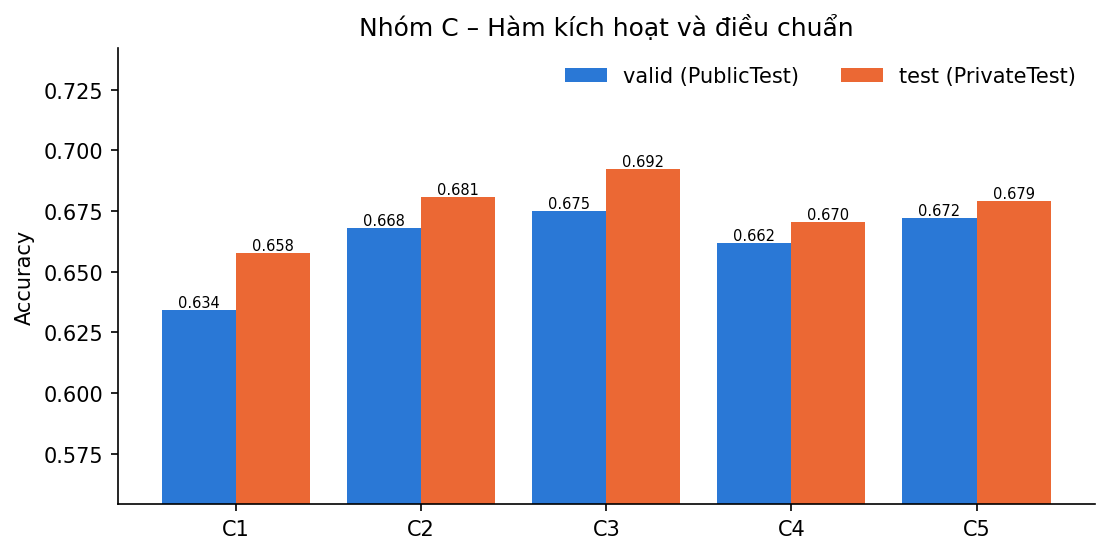 Nhóm C – Hàm kích hoạt và điều chuẩn
valid (PublicTest) test (PrivateTest)
Accuracy
0.725
0.700
0.675
0.650
0.625
0.600
0.575
0.634 0.658 0.668 0.681 0.675 0.692 0.662 0.670 0.672 0.679
C1 C2 C3 C4 C5